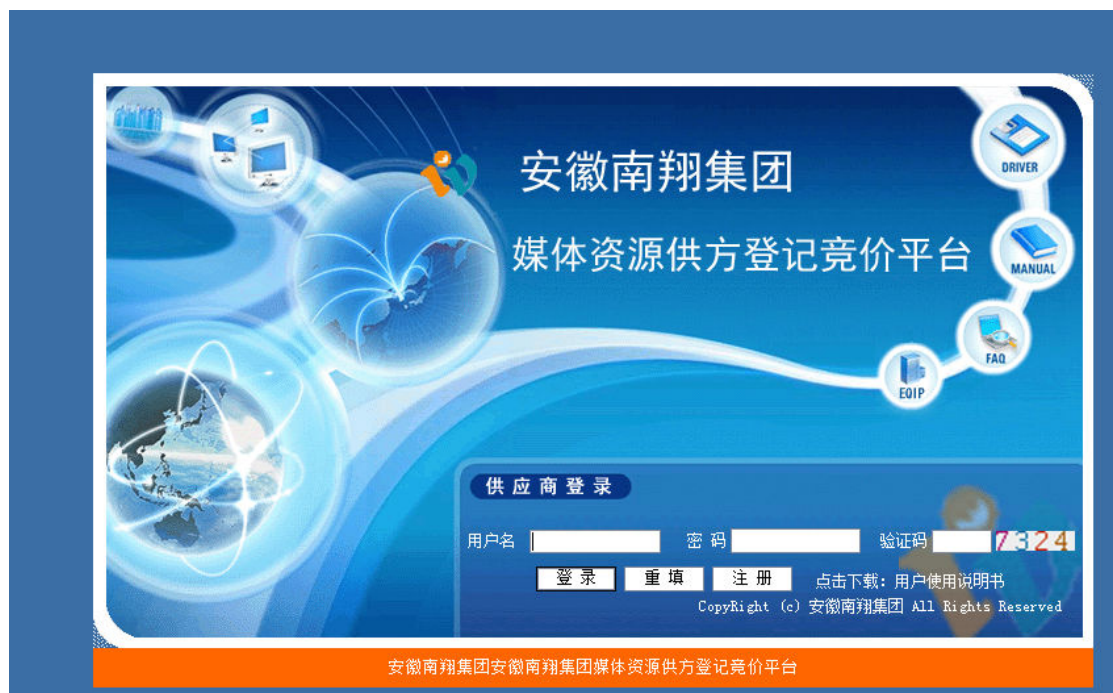 安徽南翔集团
DRIVER
媒体资源供方登记竞价平台
MANUAL
FAQ
EQIP
供应商登录
用户名 密 码 验证码 7324
登 录 重 填 注 册 点击下载：用户使用说明书
CopyRight (c) 安徽南翔集团 All Rights Reserved
安徽南翔集团安徽南翔集团媒体资源供方登记竞价平台